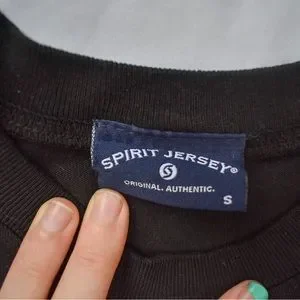 SPIRIT JERSEY®
S
ORIGINAL. AUTHENTIC.
S